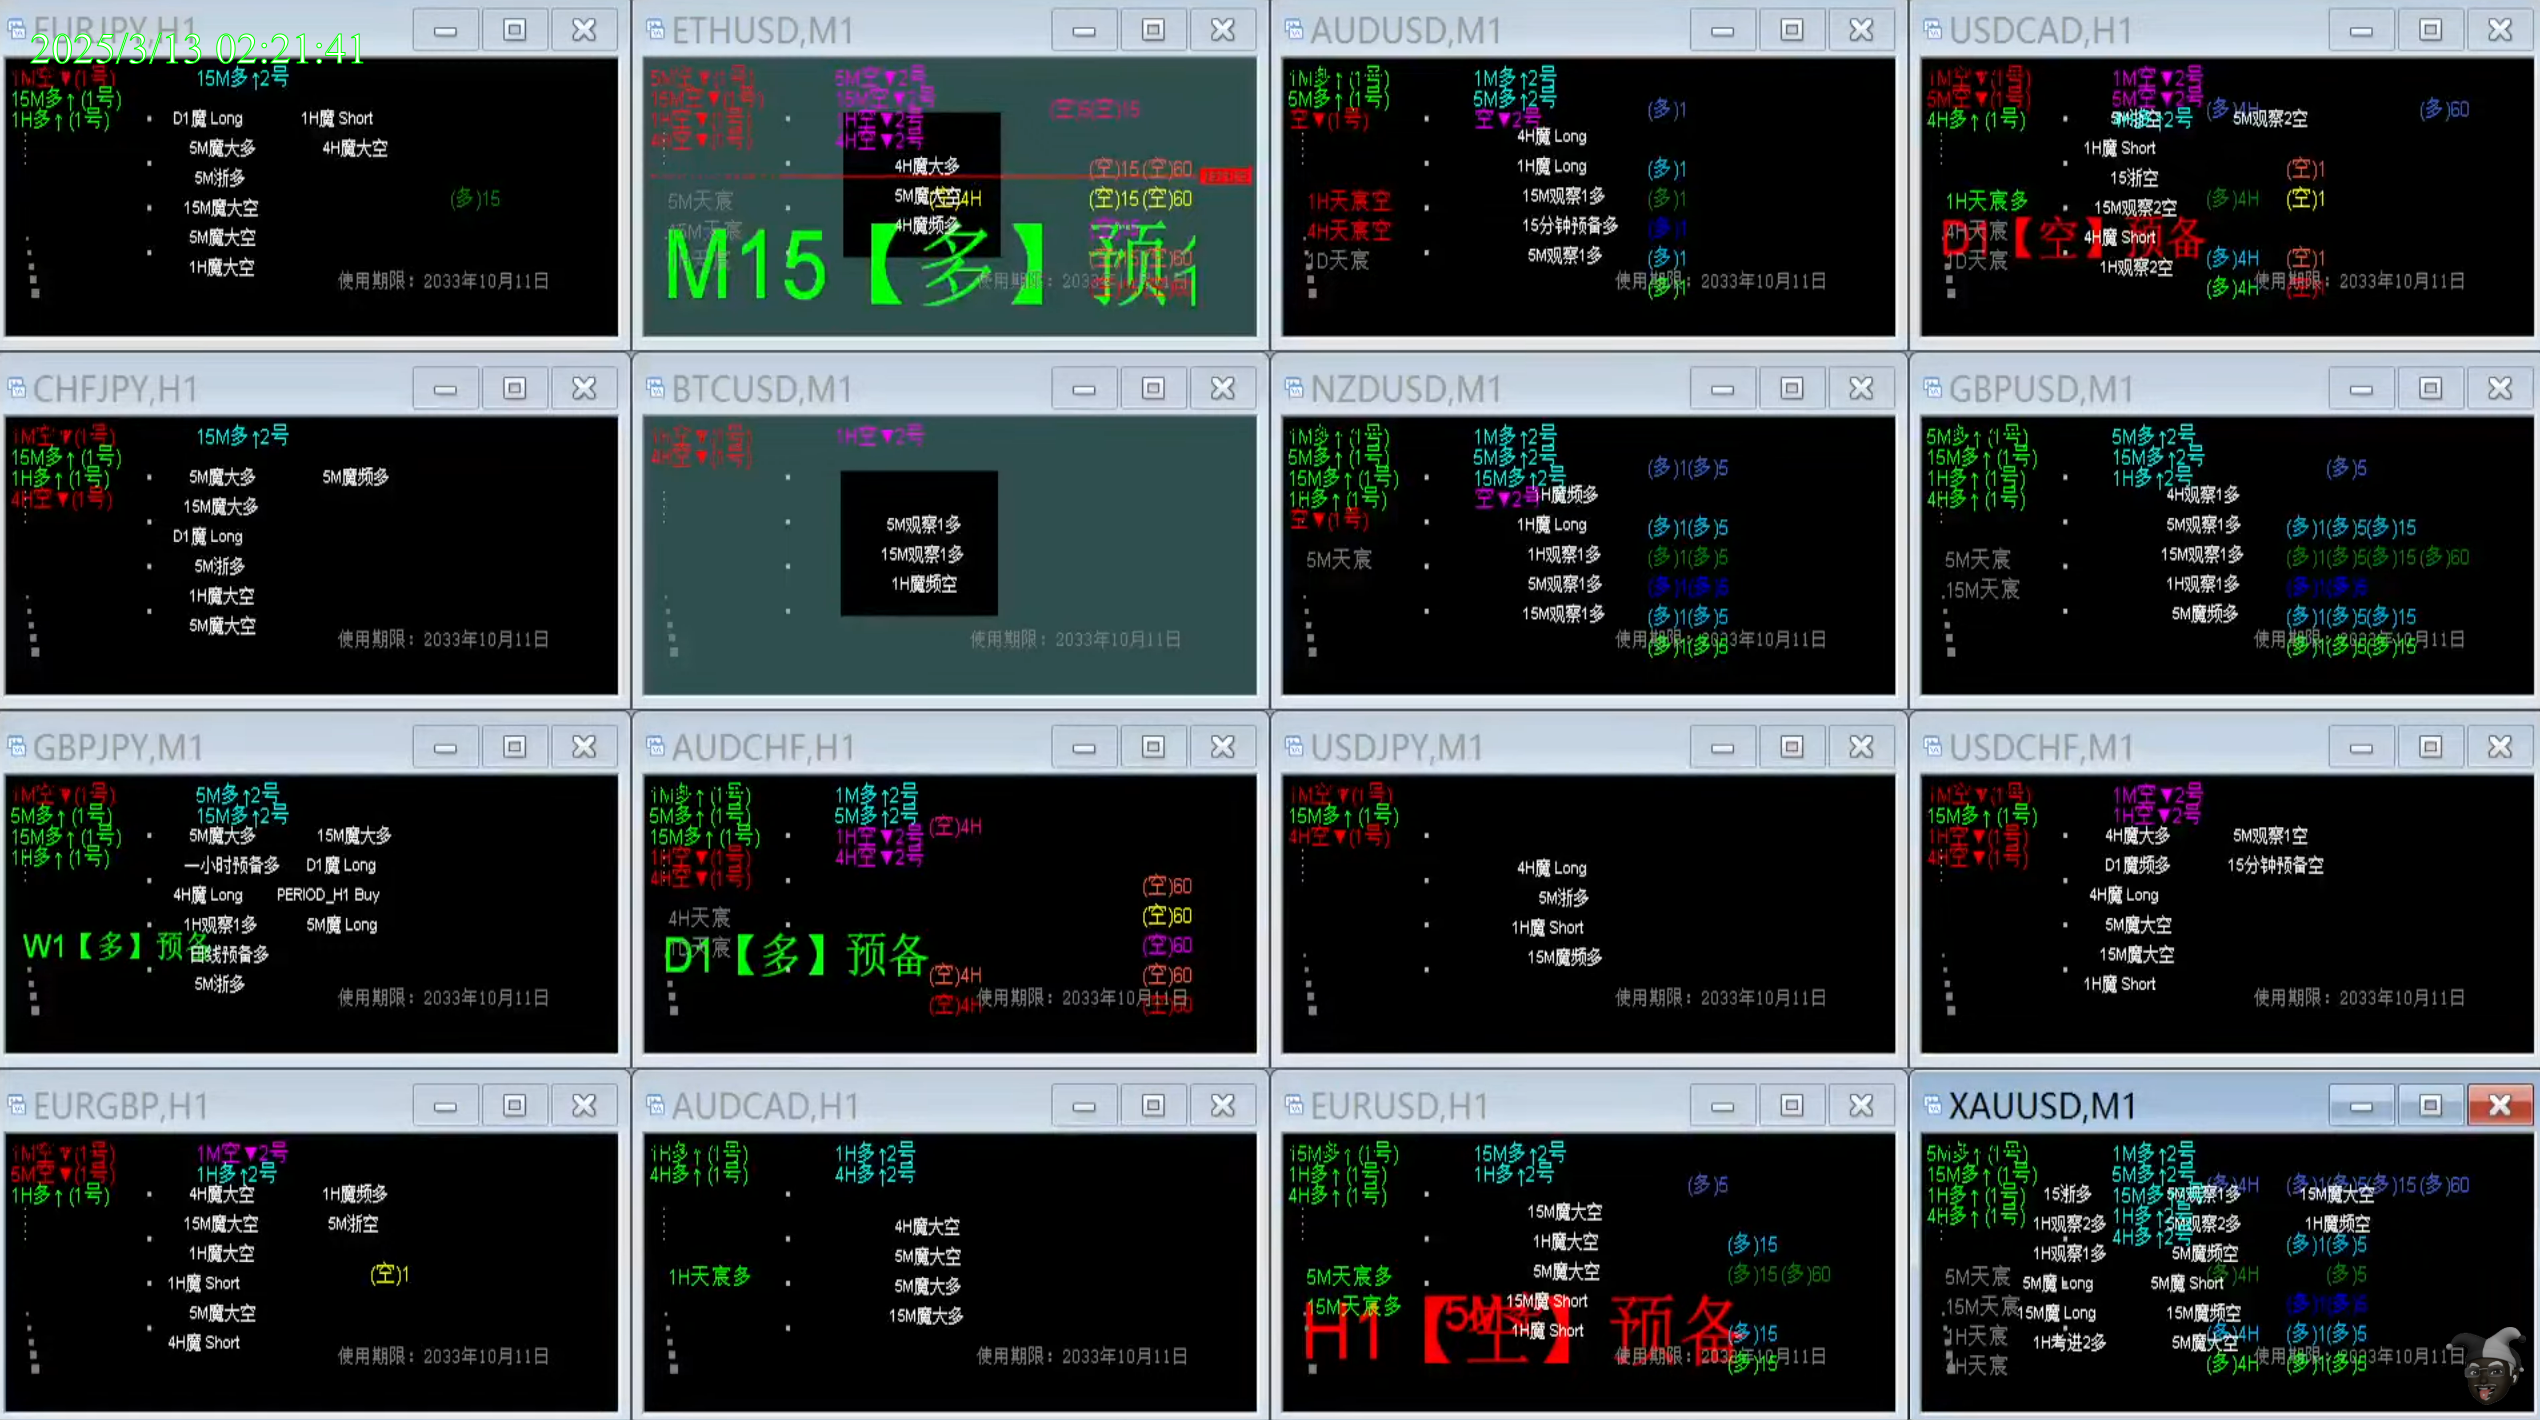 2025/3/13 02:21:41
EURJPY,H1
1M空▼(1号)
15M多↑2号
15M多↑(1号)
1H多↑(1号)
D1魔 Long
1H魔 Short
5M魔大多
4H魔大空
5M浙多
15M魔大空
(多)15
5M魔大空
1H魔大空
使用期限：2033年10月11日
ETHUSD,M1
5M空▼(1号)
5M空▼2号
15M空▼(1号)
15M空▼2号
1H空▼(1号)
1H空▼2号
4H空▼(1号)
4H空▼2号
4H魔大多
(空)15(空)60
5M天宸
5M魔大空
(空)4H
(空)15(空)60
4H魔频多
15M天宸
M15【多】
使用期限：2033年10月11日
AUDUSD,M1
1M多↑(1号)
1M多↑2号
5M多↑(1号)
5M多↑2号
(多)1
空▼(1号)
空▼2号
4H魔 Long
1H魔 Long
(多)1
1H天宸空
15M观察1多
(多)1
4H天宸空
15分钟预备多
(多)1
1D天宸
5M观察1多
(多)1
使用期限：2033年10月11日
(多)1
USDCAD,H1
1M空▼(1号)
1M空▼2号
5M空▼(1号)
5M空▼2号
4H多↑(1号)
(多)4H
(多)60
5M浙空
5M观察2空
1H魔 Short
15浙空
(空)1
1H天宸多
15M观察2空
(多)4H
(空)1
4H天宸
D1【空】预备
4H魔 Short
1D天宸
1H观察2空
(多)4H
(空)1
使用期限：2033年10月11日
(多)4H
(空)1
CHFJPY,H1
1M空▼(1号)
15M多↑2号
15M多↑(1号)
1H多↑(1号)
4H空▼(1号)
5M魔大多
5M魔频多
15M魔大多
D1魔 Long
5M浙多
1H魔大空
5M魔大空
使用期限：2033年10月11日
BTCUSD,M1
1H空▼(1号)
1H空▼2号
4H空▼(1号)
5M观察1多
15M观察1多
1H魔频空
使用期限：2033年10月11日
NZDUSD,M1
1M多↑(1号)
1M多↑2号
5M多↑(1号)
5M多↑2号
(多)1(多)5
15M多↑(1号)
15M多↑2号
1H多↑(1号)
空▼2号
1H魔频多
空▼(1号)
1H魔 Long
(多)1(多)5
5M天宸
1H观察1多
(多)1(多)5
5M观察1多
(多)1(多)5
15M观察1多
(多)1(多)5
使用期限：2033年10月11日
(多)1(多)5
GBPUSD,M1
5M多↑(1号)
5M多↑2号
15M多↑(1号)
15M多↑2号
(多)5
1H多↑(1号)
1H多↑2号
4H多↑(1号)
4H观察1多
5M观察1多
(多)1(多)5(多)15
5M天宸
15M观察1多
(多)1(多)5(多)15(多)60
15M天宸
1H观察1多
(多)1(多)5
5M魔频多
(多)1(多)5(多)15
使用期限：2033年10月11日
(多)1(多)5(多)15
GBPJPY,M1
1M空▼(1号)
5M多↑2号
5M多↑(1号)
15M多↑2号
15M多↑(1号)
1H多↑(1号)
5M魔大多
15M魔大多
一小时预备多
D1魔 Long
4H魔 Long
PERIOD_H1 Buy
1H观察1多
5M魔 Long
W1【多】预备
日线预备多
5M浙多
使用期限：2033年10月11日
AUDCHF,H1
1M多↑(1号)
1M多↑2号
5M多↑(1号)
5M多↑2号
15M多↑(1号)
1H空▼2号
(空)4H
1H空▼(1号)
4H空▼2号
4H空▼(1号)
(空)60
4H天宸
(空)60
1D天宸
(空)60
D1【多】预备
(空)4H
(空)60
(空)4H
使用期限：2033年10月11日
(空)60
USDJPY,M1
1M空▼(1号)
15M多↑(1号)
4H空▼(1号)
4H魔 Long
5M浙多
1H魔 Short
15M魔频多
使用期限：2033年10月11日
USDCHF,M1
1M空▼(1号)
1M空▼2号
15M多↑(1号)
1H空▼2号
1H空▼(1号)
4H空▼(1号)
4H魔大多
5M观察1空
D1魔频多
15分钟预备空
4H魔 Long
5M魔大空
15M魔大空
1H魔 Short
使用期限：2033年10月11日
EURGBP,H1
1M空▼(1号)
1M空▼2号
5M空▼(1号)
1H多↑2号
1H多↑(1号)
4H魔大空
1H魔频多
15M魔大空
5M浙空
1H魔大空
(空)1
1H魔 Short
5M魔大空
4H魔 Short
使用期限：2033年10月11日
AUDCAD,H1
1H多↑(1号)
1H多↑2号
4H多↑(1号)
4H多↑2号
4H魔大空
5M魔大空
1H天宸多
5M魔大多
15M魔大多
使用期限：2033年10月11日
EURUSD,H1
15M多↑(1号)
15M多↑2号
1H多↑(1号)
1H多↑2号
4H多↑(1号)
(多)5
15M魔大空
1H魔大空
(多)15
5M天宸多
5M魔大空
(多)15(多)60
15M天宸多
15M魔 Short
H1【空】预备
1H魔 Short
(多)15
使用期限：2033年10月11日
(多)15
XAUUSD,M1
5M多↑(1号)
1M多↑2号
15M多↑(1号)
5M多↑2号
1H多↑(1号)
15M多↑2号
4H多↑(1号)
1H多↑2号
4H多↑2号
(多)4H
(多)1(多)5(多)15(多)60
15浙多
5M观察1多
15M魔大空
1H观察2多
5M观察2多
1H魔频空
1H观察1多
5M魔频空
(多)1(多)5
5M天宸
5M魔 Long
5M魔 Short
(多)4H
(多)5
15M天宸
15M魔 Long
15M魔频空
(多)1(多)5
1H天宸
1H考进2多
5M魔大空
(多)4H
(多)1(多)5
4H天宸
使用期限：2033年10月11日
(多)4H
(多)1(多)5